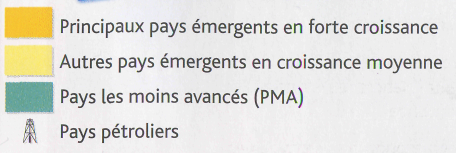 Principaux pays émergents en forte croissance
Autres pays émergents en croissance moyenne
Pays les moins avancés (PMA)
Pays pétroliers